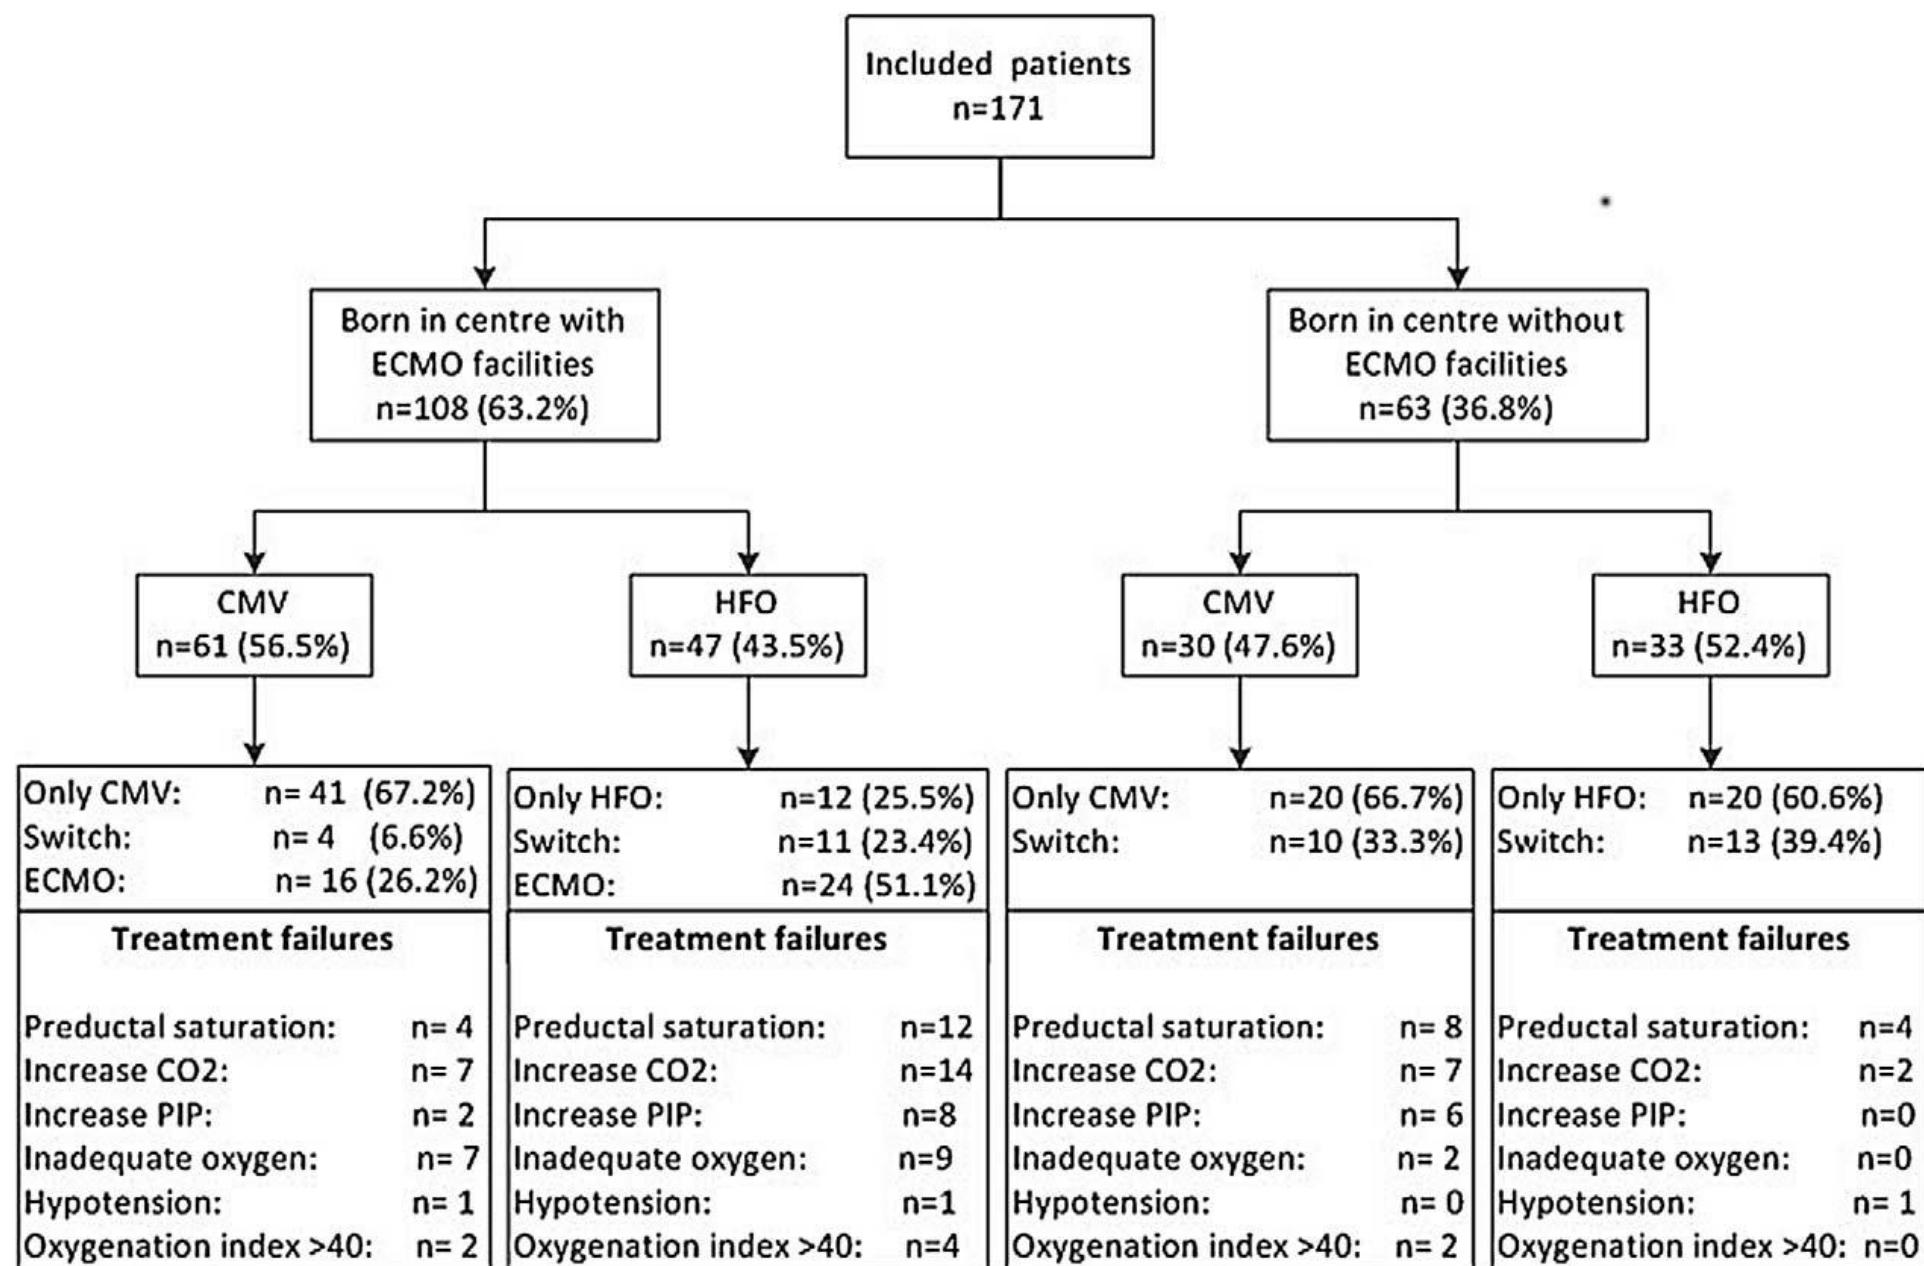 Included patients
n=171
Born in centre with
ECMO facilities
n=108 (63.2%)
Born in centre without
ECMO facilities
n=63 (36.8%)
CMV
n=61 (56.5%)
HFO
n=47 (43.5%)
CMV
n=30 (47.6%)
HFO
n=33 (52.4%)
Only CMV: n= 41 (67.2%)
Switch: n= 4 (6.6%)
ECMO: n= 16 (26.2%)
Treatment failures
Preductal saturation: n= 4
Increase CO2: n= 7
Increase PIP: n= 2
Inadequate oxygen: n= 7
Hypotension: n= 1
Oxygenation index >40: n= 2
Only HFO: n=12 (25.5%)
Switch: n=11 (23.4%)
ECMO: n=24 (51.1%)
Treatment failures
Preductal saturation: n=12
Increase CO2: n=14
Increase PIP: n=8
Inadequate oxygen: n=9
Hypotension: n=1
Oxygenation index >40: n=4
Only CMV: n=20 (66.7%)
Switch: n=10 (33.3%)
Treatment failures
Preductal saturation: n= 8
Increase CO2: n= 7
Increase PIP: n= 6
Inadequate oxygen: n= 2
Hypotension: n= 0
Oxygenation index >40: n= 2
Only HFO: n=20 (60.6%)
Switch: n=13 (39.4%)
Treatment failures
Preductal saturation: n=4
Increase CO2: n=2
Increase PIP: n=0
Inadequate oxygen: n=0
Hypotension: n= 1
Oxygenation index >40: n=0